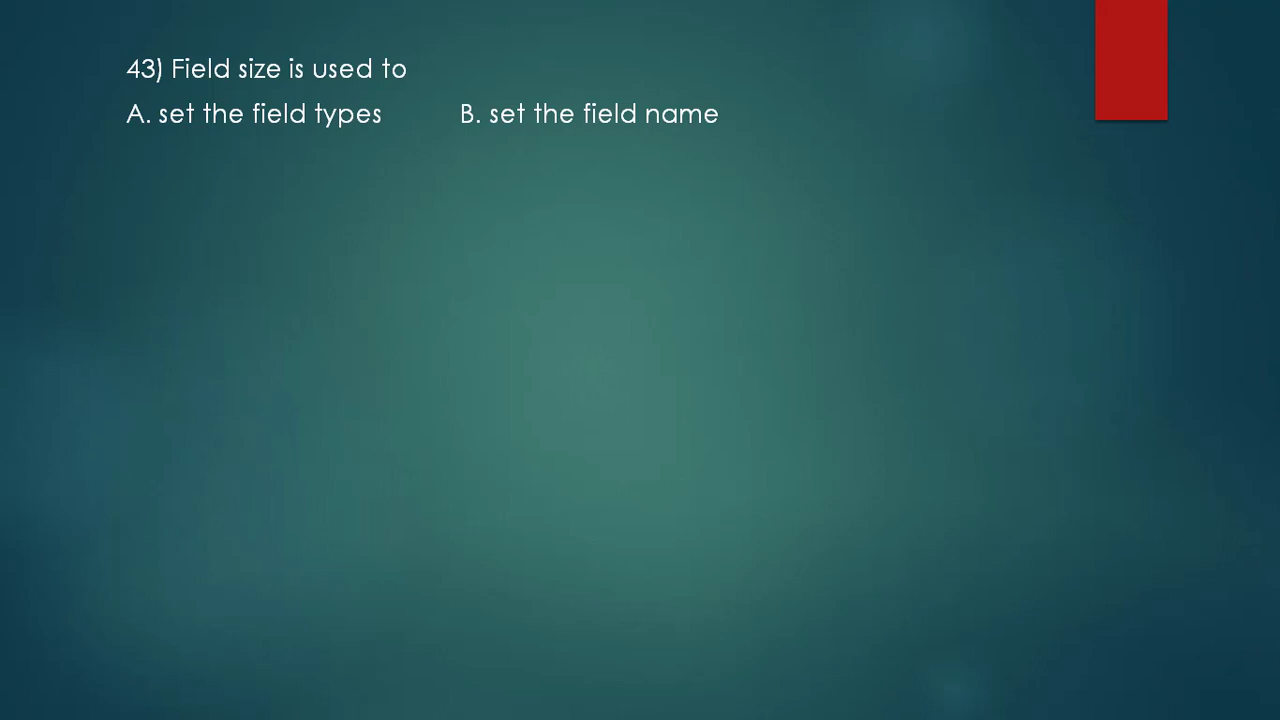 43) Field size is used to
A. set the field types B. set the field name